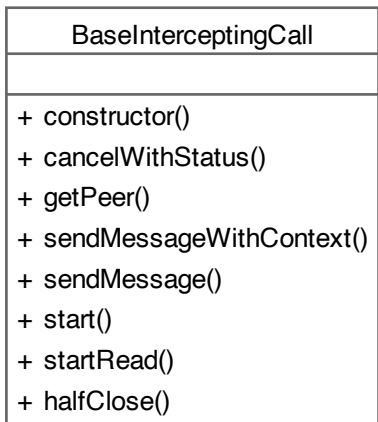 BaseInterceptingCall
+ constructor()
+ cancelWithStatus()
+ getPeer()
+ sendMessageWithContext()
+ sendMessage()
+ start()
+ startRead()
+ halfClose()